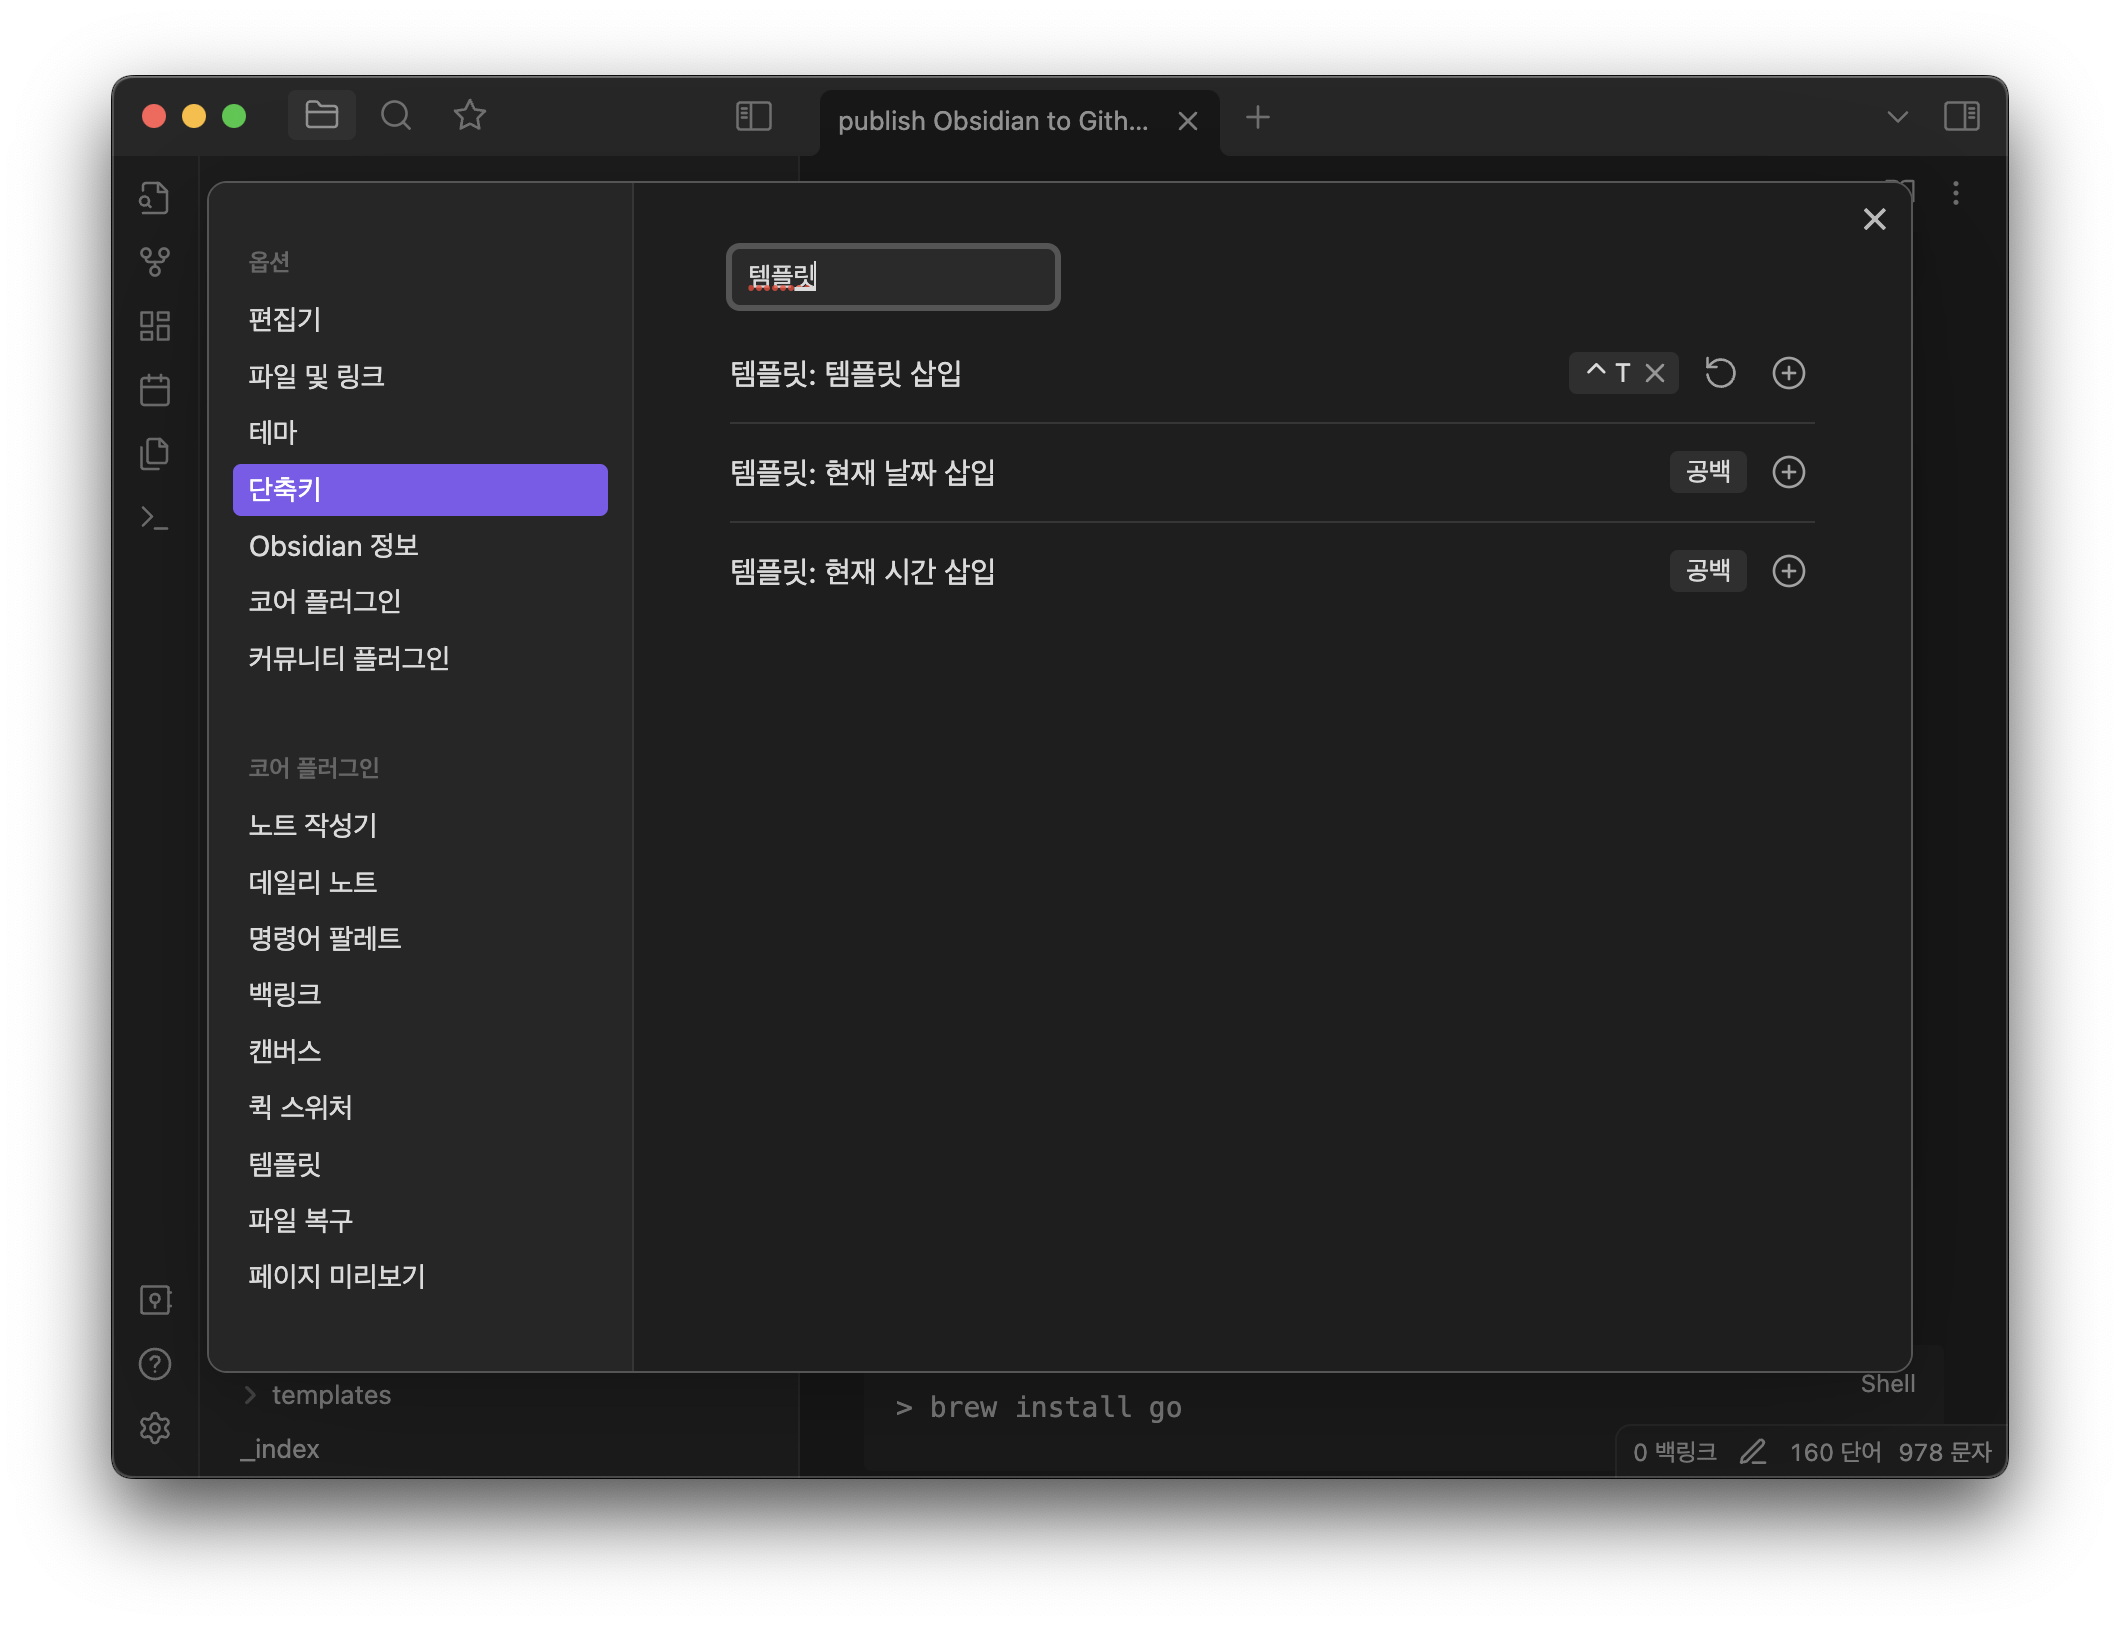 publish Obsidian to Gith...
옵션
편집기
파일 및 링크
테마
단축키
Obsidian 정보
코어 플러그인
커뮤니티 플러그인
코어 플러그인
노트 작성기
데일리 노트
명령어 팔레트
백링크
캔버스
퀵 스위처
템플릿
파일 복구
페이지 미리보기
템플릿
템플릿: 템플릿 삽입
^ T
템플릿: 현재 날짜 삽입
공백
템플릿: 현재 시간 삽입
공백
templates
_index
Shell
> brew install go
0 백링크 160 단어 978 문자